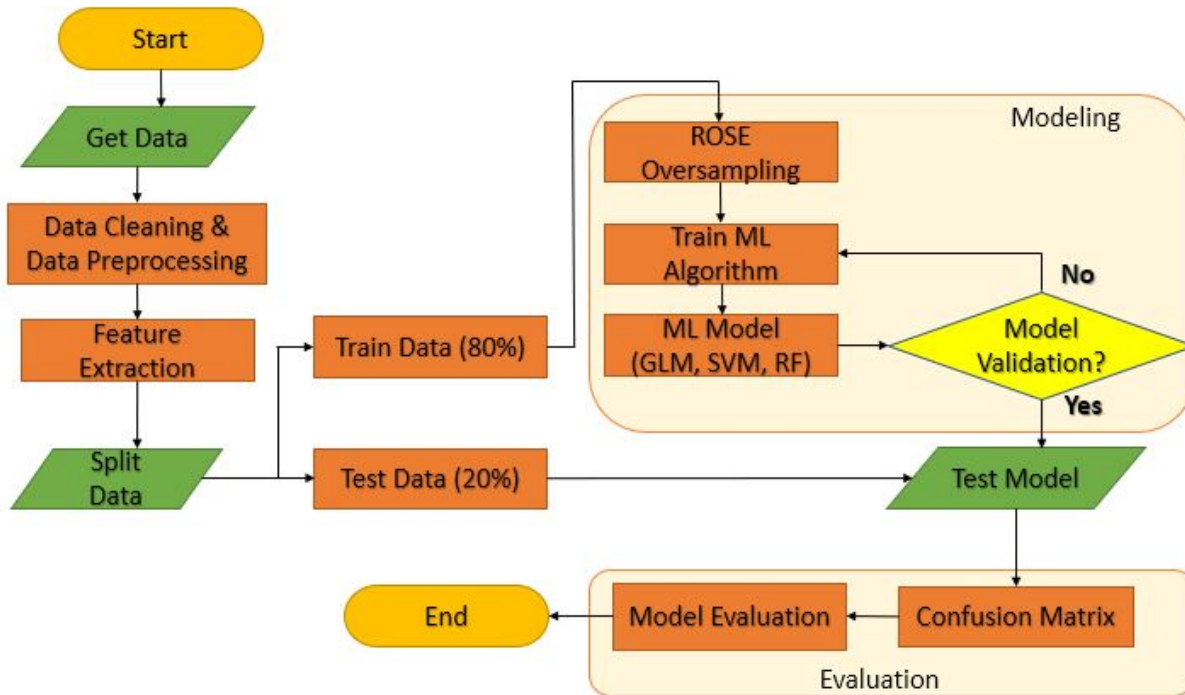 Start
Get Data
Data Cleaning &
Data Preprocessing
Feature
Extraction
Split
Data
Train Data (80%)
Test Data (20%)
Modeling
ROSE
Oversampling
Train ML
Algorithm
ML Model
(GLM, SVM, RF)
No
Model
Validation?
Yes
Test Model
Confusion Matrix
Model Evaluation
Evaluation
End